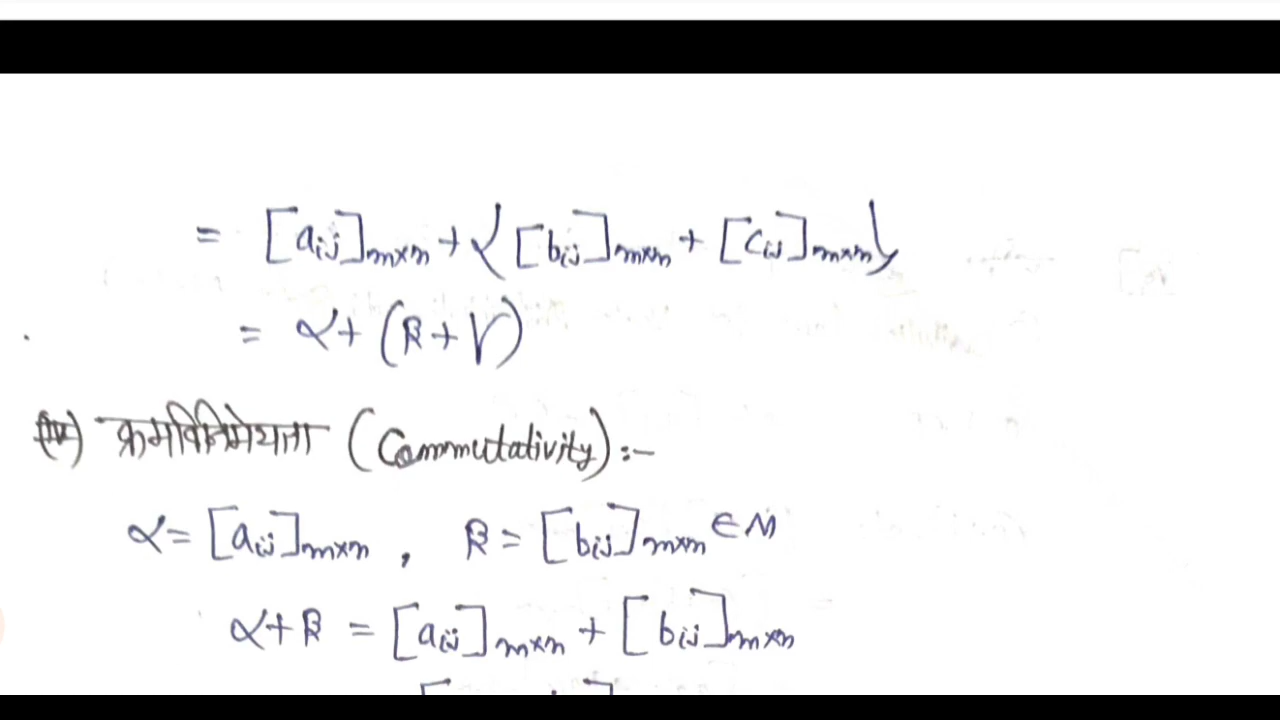 = [aij]m×n + {[bij]m×n + [cij]m×n}
= α + (β + γ)
(iv) क्रमविनिमेयता (Commutativity) :-
α = [aij]m×n , β = [bij]m×n ∈ M
α + β = [aij]m×n + [bij]m×n